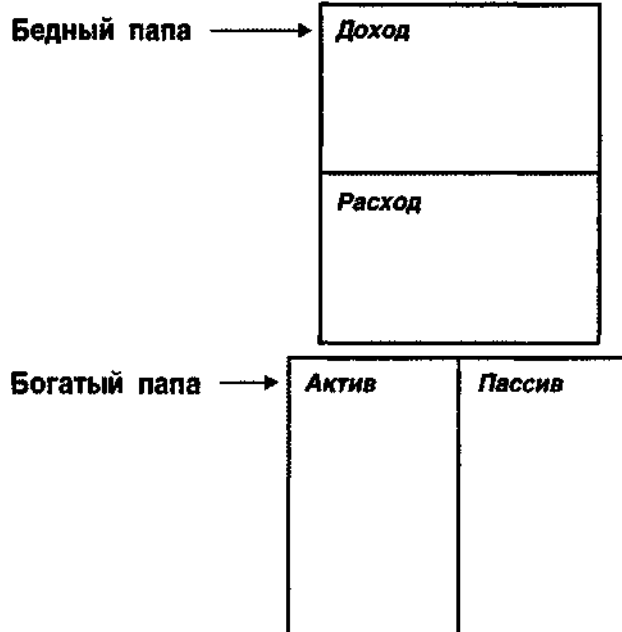 Бедный папа
Доход
Расход
Богатый папа
Актив
Пассив